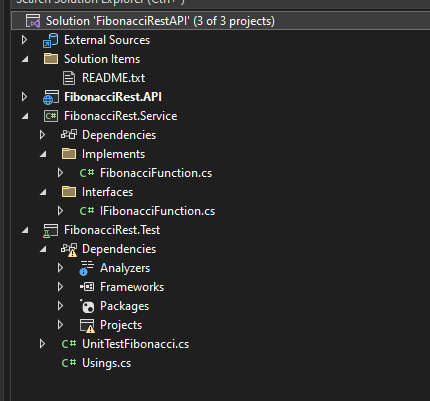 Search Solution Explorer (Ctrl+')
Solution 'FibonacciRestAPI' (3 of 3 projects)
External Sources
Solution Items
README.txt
FibonacciRest.API
FibonacciRest.Service
Dependencies
Implements
FibonacciFunction.cs
Interfaces
IFibonacciFunction.cs
FibonacciRest.Test
Dependencies
Analyzers
Frameworks
Packages
Projects
UnitTestFibonacci.cs
Usings.cs